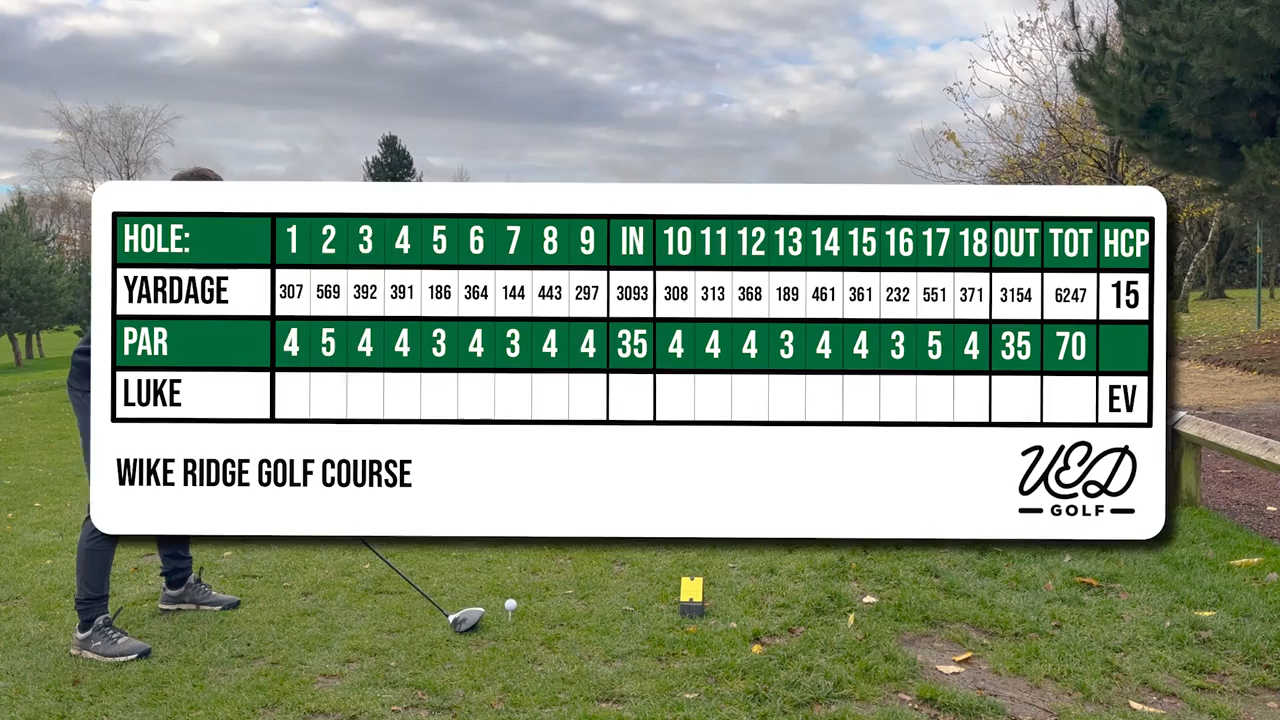 HOLE: 1 2 3 4 5 6 7 8 9 IN 10 11 12 13 14 15 16 17 18 OUT TOT HCP
YARDAGE 307 569 392 391 186 364 144 443 297 3093 308 313 368 189 461 361 232 551 371 3154 6247 15
PAR 4 5 4 4 3 4 3 4 4 35 4 4 4 3 4 4 3 5 4 35 70
LUKE EV
WIKE RIDGE GOLF COURSE
UED
GOLF